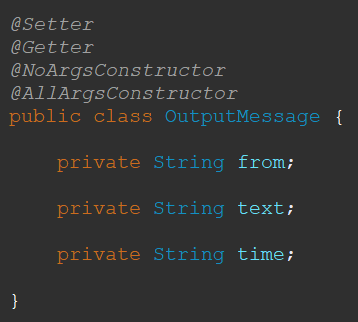 @Setter
@Getter
@NoArgsConstructor
@AllArgsConstructor
public class OutputMessage {
private String from;
private String text;
private String time;
}